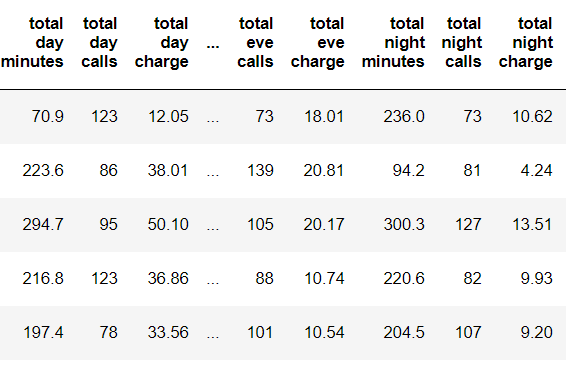 total day minutes total day calls total day charge ... total eve calls total eve charge total night minutes total night calls total night charge
70.9 123 12.05 ... 73 18.01 236.0 73 10.62
223.6 86 38.01 ... 139 20.81 94.2 81 4.24
294.7 95 50.10 ... 105 20.17 300.3 127 13.51
216.8 123 36.86 ... 88 10.74 220.6 82 9.93
197.4 78 33.56 ... 101 10.54 204.5 107 9.20